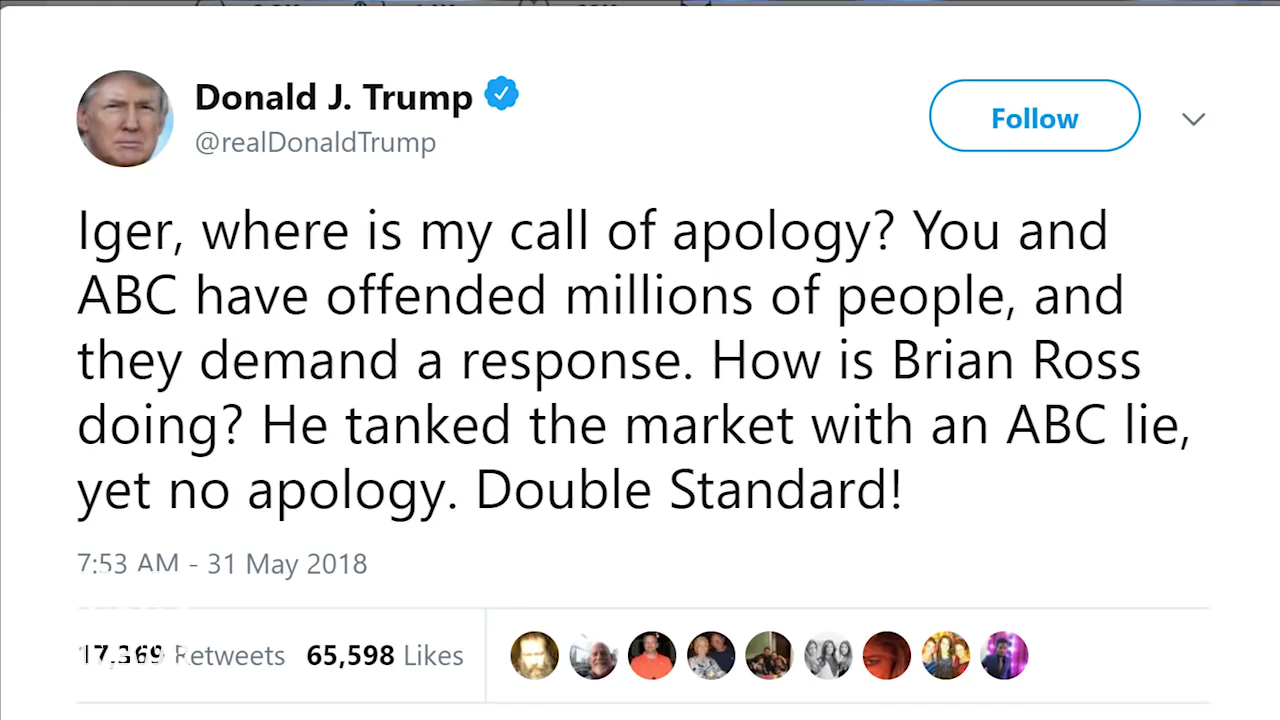 Donald J. Trump
@realDonaldTrump
Follow
Iger, where is my call of apology? You and
ABC have offended millions of people, and
they demand a response. How is Brian Ross
doing? He tanked the market with an ABC lie,
yet no apology. Double Standard!
7:53 AM - 31 May 2018
Retweets 65,598 Likes